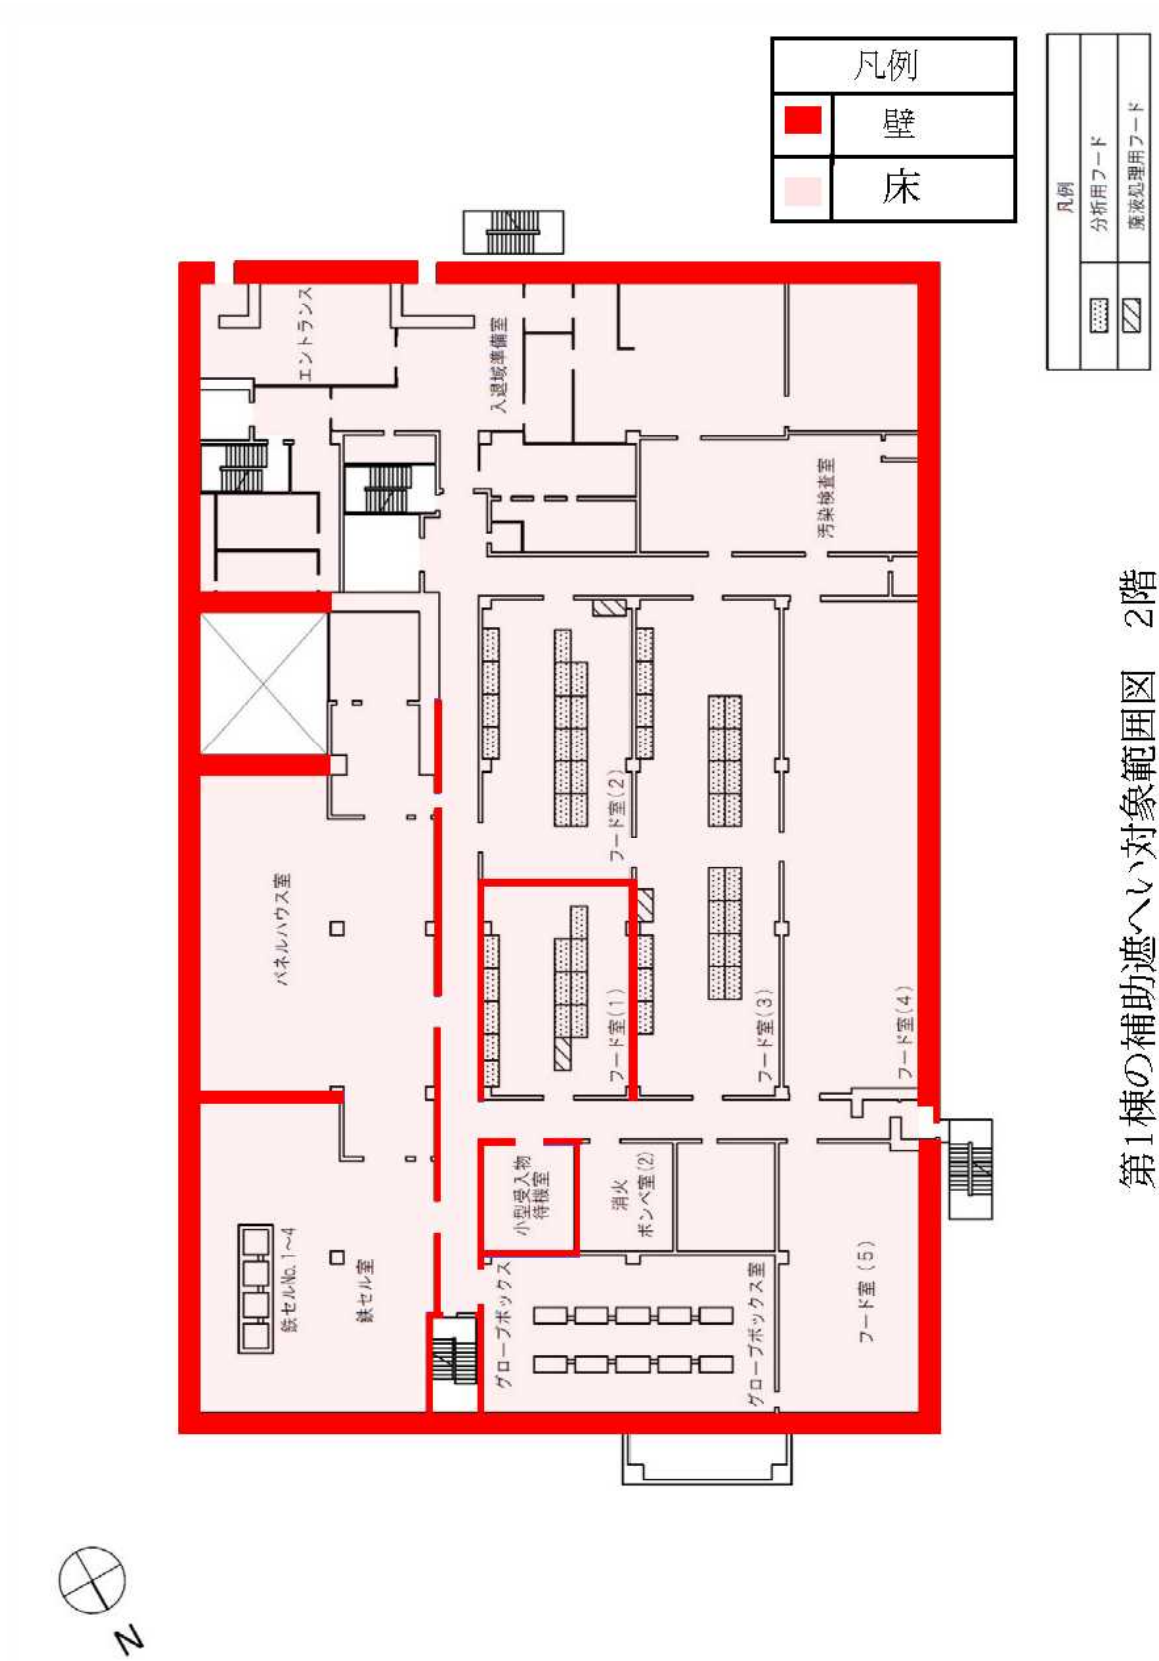 凡例
壁
床
凡例
分析用フード
廃液処理用フード
エントランス
入退域準備室
汚染検査室
フード室(2)
パネルハウス室
フード室(1)
フード室(3)
フード室(4)
小型受入物
待機室
消火
ボンベ室(2)
鉄セルNo.1～4
鉄セル室
グローブボックス
グローブボックス室
フード室(5)
第1棟の補助遮へい対象範囲図 2階
N